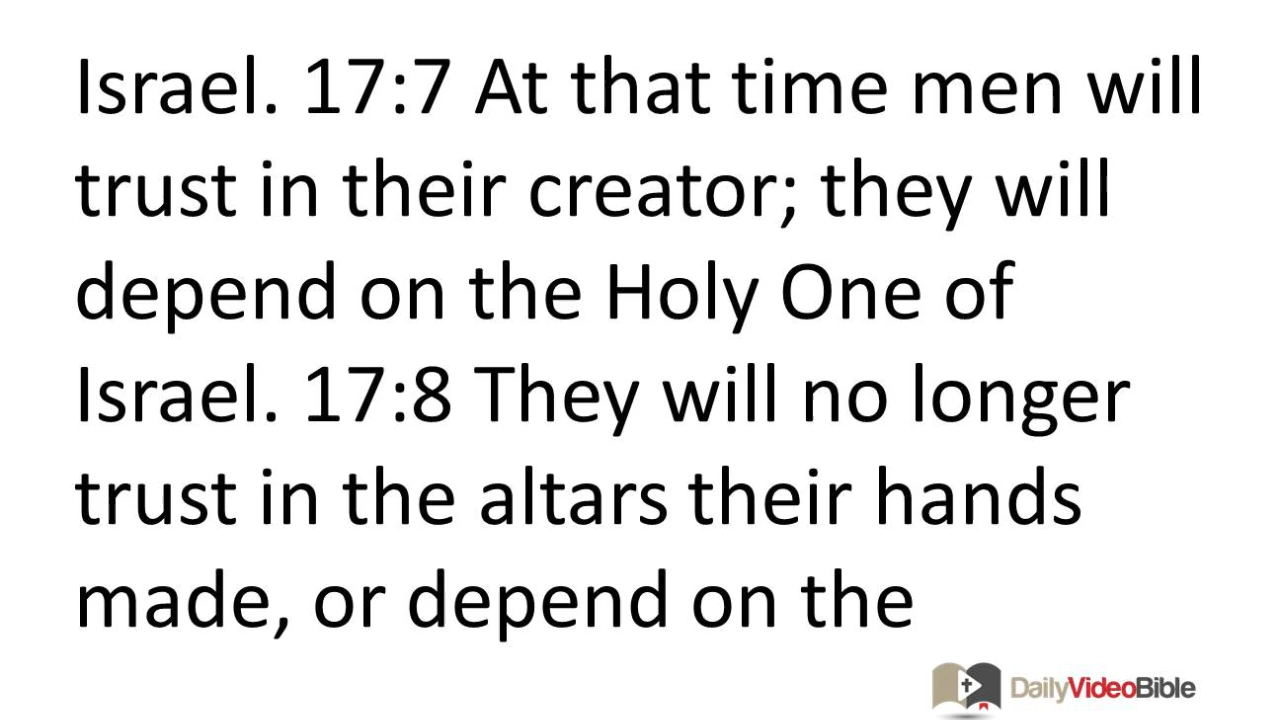 Israel. 17:7 At that time men will
trust in their creator; they will
depend on the Holy One of
Israel. 17:8 They will no longer
trust in the altars their hands
made, or depend on the
DailyVideoBible